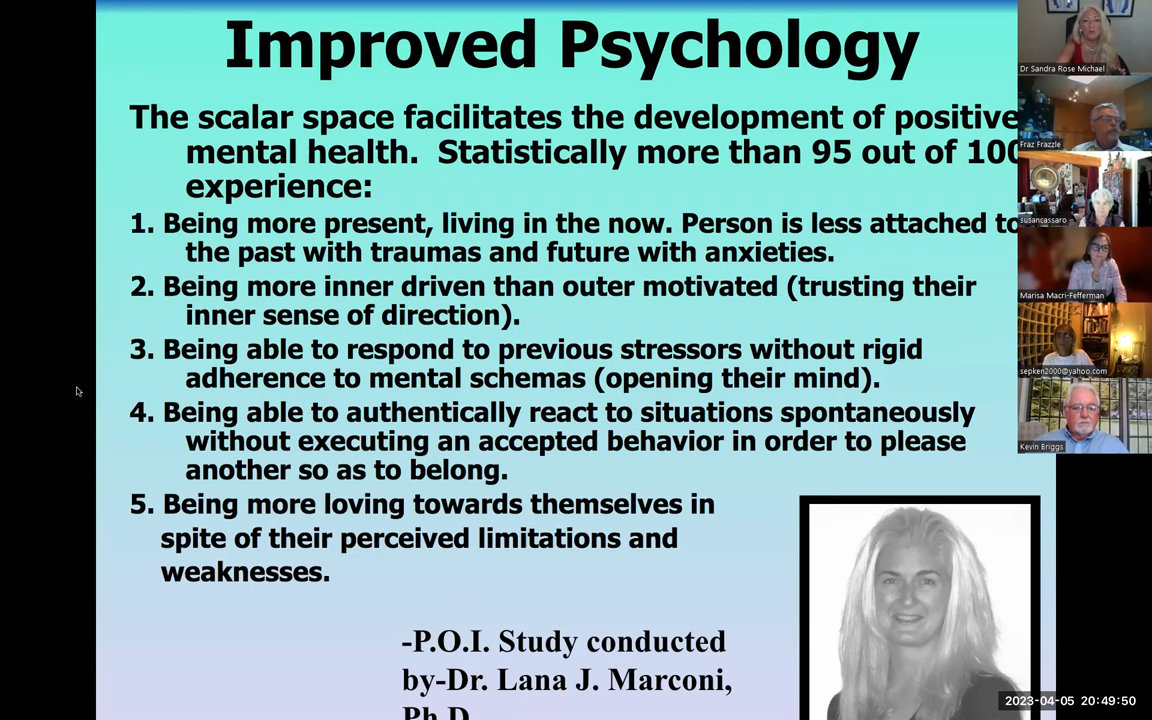 Improved Psychology
The scalar space facilitates the development of positive
mental health. Statistically more than 95 out of 100
experience:
1. Being more present, living in the now. Person is less attached to
the past with traumas and future with anxieties.
2. Being more inner driven than outer motivated (trusting their
inner sense of direction).
3. Being able to respond to previous stressors without rigid
adherence to mental schemas (opening their mind).
4. Being able to authentically react to situations spontaneously
without executing an accepted behavior in order to please
another so as to belong.
5. Being more loving towards themselves in
spite of their perceived limitations and
weaknesses.
-P.O.I. Study conducted
by-Dr. Lana J. Marconi,
Ph.D.
Dr Sandra Rose Michael
Fraz Frazzle
susancassaro
Marisa Macri-Fefferman
sepken2000@yahoo.com
Kevin Briggs
2023-04-05 20:49:50